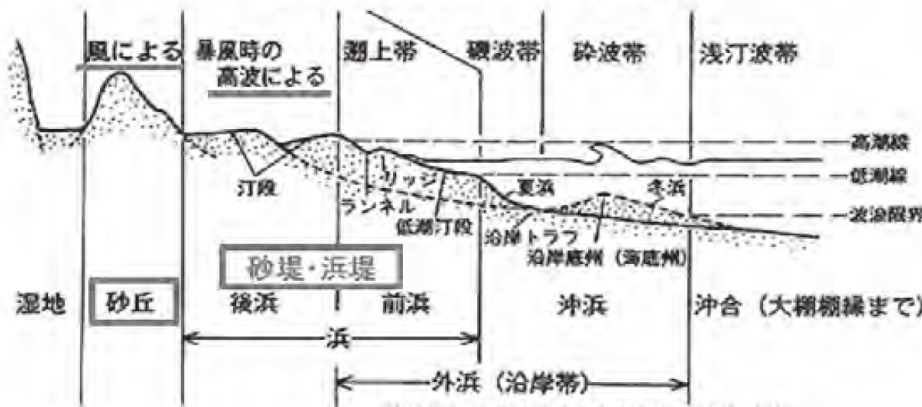 風による 暴風時の 遡上帯 磯波帯 砕波帯 浅汀波帯
高波による
高潮線
汀段 リッジ 夏浜 冬浜 低潮線
ランネル
低潮汀段 沿岸トラフ 波浪限界
沿岸底州（海底州）
砂堤・浜堤
湿地 砂丘 後浜 前浜 沖浜 沖合（大棚棚縁まで）
浜
外浜（沿岸帯）